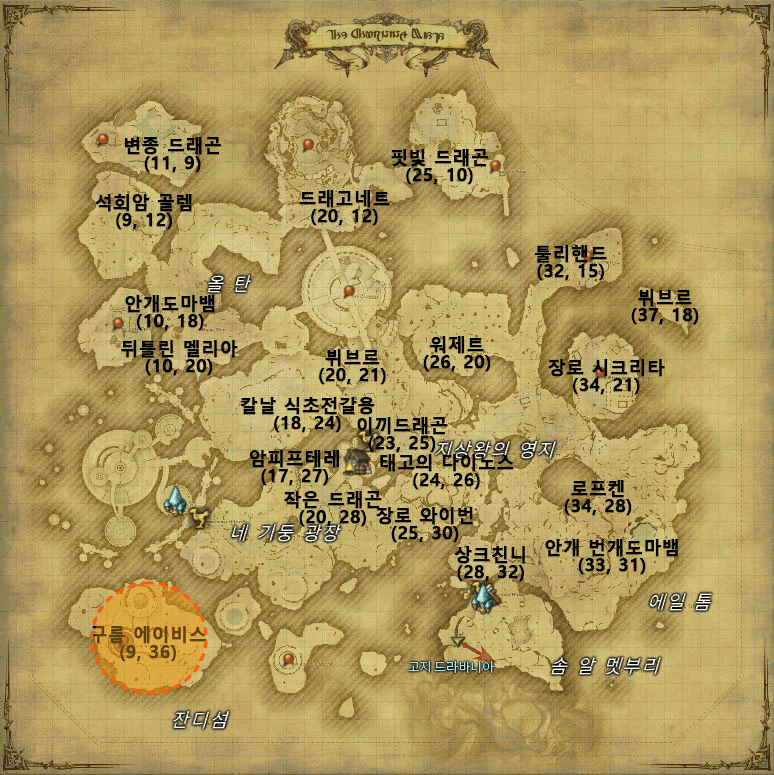 The Churning Mists
변종 드래곤
(11, 9)
핏빛 드래곤
(25, 10)
석회암 골렘
(9, 12)
드래고네트
(20, 12)
툴리핸드
(32, 15)
올 탄
뷔브르
(37, 18)
안개도마뱀
(10, 18)
뒤틀린 멜리아
(10, 20)
뷔브르
(20, 21)
워제트
(26, 20)
장로 시크리타
(34, 21)
칼날 식초전갈용
(18, 24)
이끼드래곤
(23, 25)
지상왕의 영지
암피프테레
(17, 27)
태고의 나이노스
(24, 26)
작은 드래곤
(20, 28)
장로 와이번
(25, 30)
로프켄
(34, 28)
네 기둥 광장
상크친니
(28, 32)
안개 번개도마뱀
(33, 31)
에일 톰
구름 에이비스
(9, 36)
고지 드라바니아
솜 알 멧부리
잔디섬